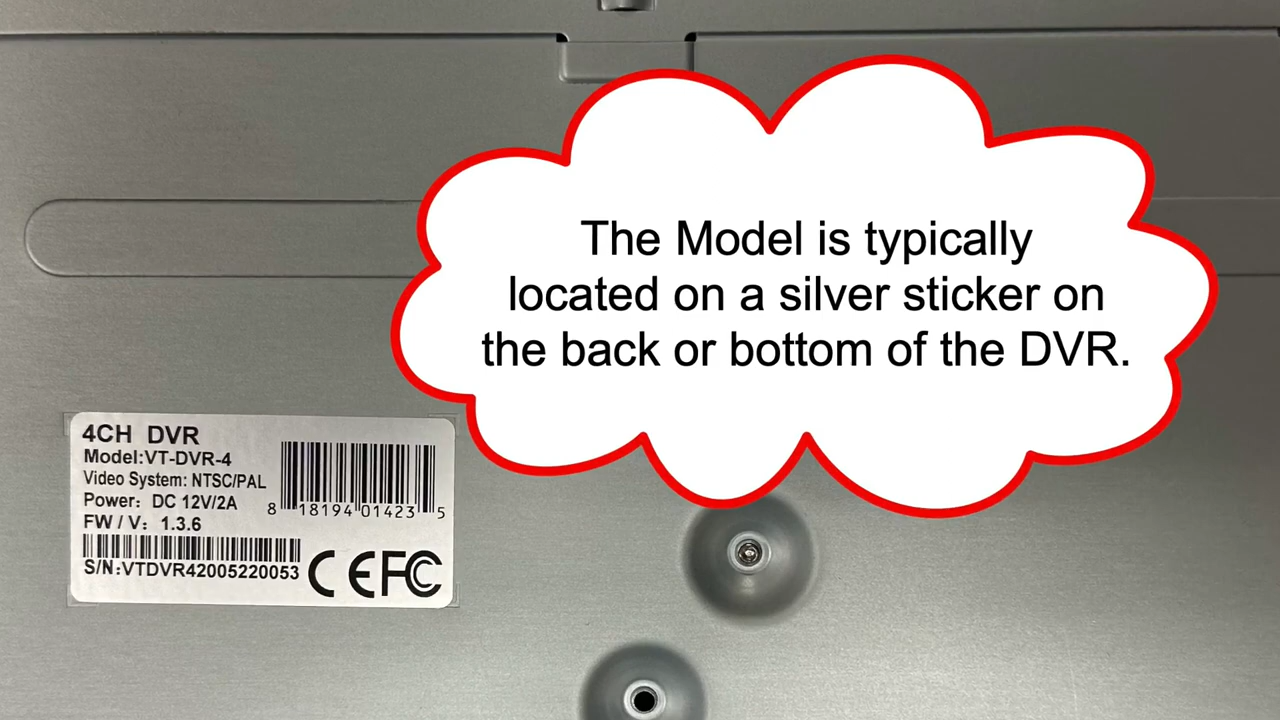 The Model is typically
located on a silver sticker on
the back or bottom of the DVR.
4CH DVR
Model:VT-DVR-4
Video System: NTSC/PAL
Power: DC 12V/2A
FW / V: 1.3.6
8 18194 01423 5
S/N:VTDVR42005220053
CE FC